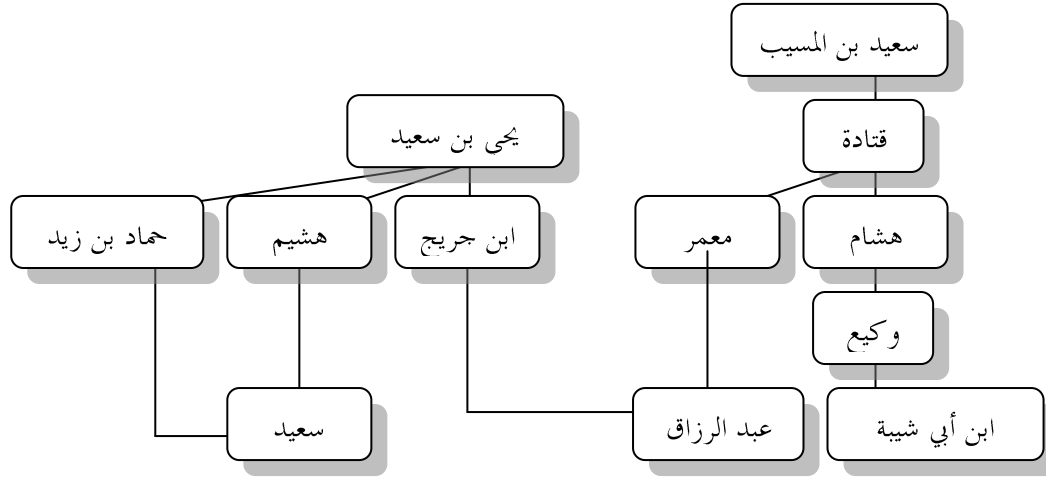 سعيد بن المسيب
يحيى بن سعيد
قتادة
معمر
هشام
حماد بن زيد
هشيم
ابن جريج
وكيع
سعيد
عبد الرزاق
ابن أبي شيبة